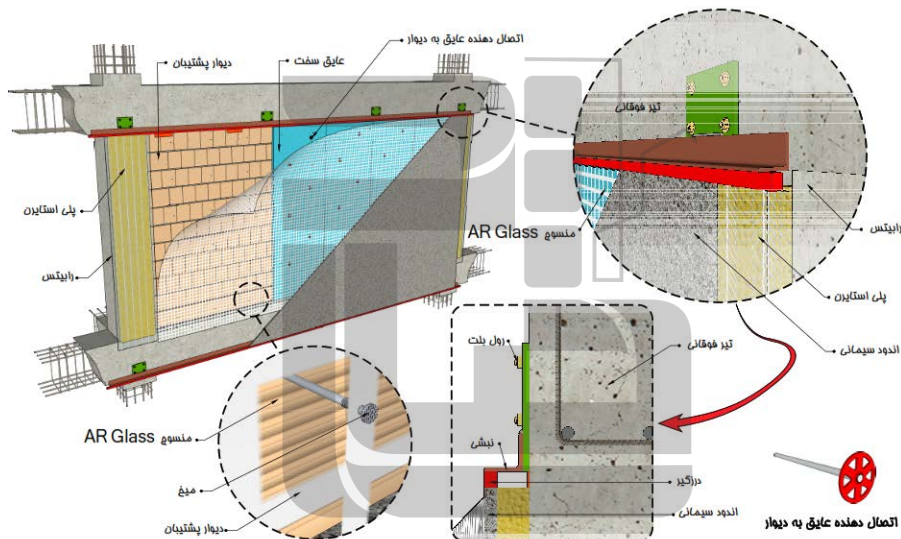 اتصال دهنده عایق به دیوار
عایق سخت
دیوار پشتیبان
پلی استایرن
رابیتس
تیر فوقانی
منسوج AR Glass
رابیتس
پلی استایرن
اندود سیمانی
منسوج AR Glass
میخ
دیوار پشتیبان
رول بلت
تیر فوقانی
نبشی
درزگیر
اندود سیمانی
اتصال دهنده عایق به دیوار